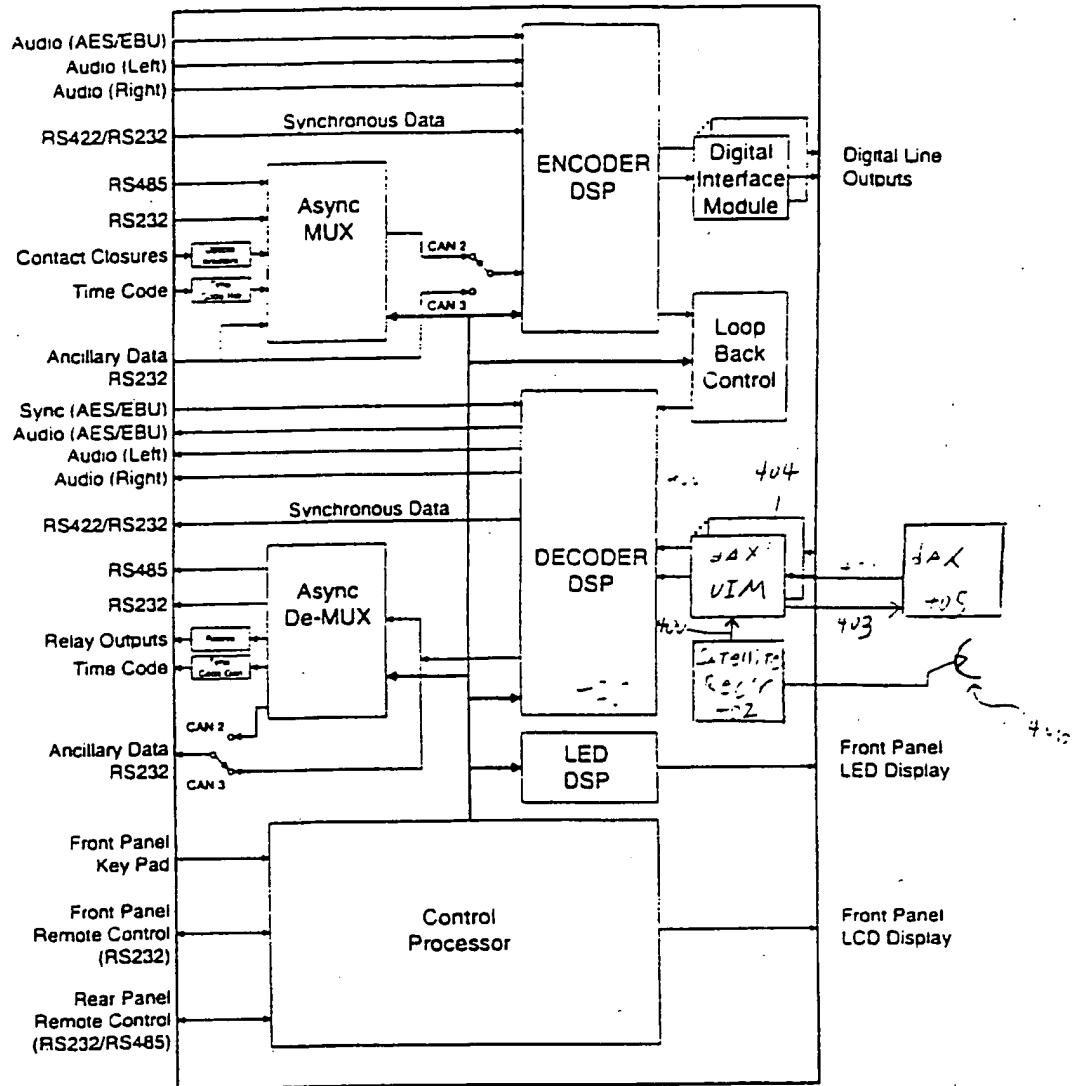 Audio (AES/EBU)
Audio (Left)
Audio (Right)
RS422/RS232
Synchronous Data
RS485
RS232
Contact Closures
Time Code
Ancillary Data
RS232
Async
MUX
CAN 2
CAN 3
ENCODER
DSP
Digital
Interface
Module
Digital Line
Outputs
Loop
Back
Control
Sync (AES/EBU)
Audio (AES/EBU)
Audio (Left)
Audio (Right)
RS422/RS232
Synchronous Data
RS485
RS232
Relay Outputs
Time Code
Time
Code Gen
Async
De-MUX
CAN 2
Ancillary Data
RS232
CAN 3
DECODER
DSP
404
UIM
403
Satellite
LED
DSP
Front Panel
LED Display
Front Panel
Key Pad
Front Panel
Remote Control
(RS232)
Rear Panel
Remote Control
(RS232/RS485)
Control
Processor
Front Panel
LCD Display